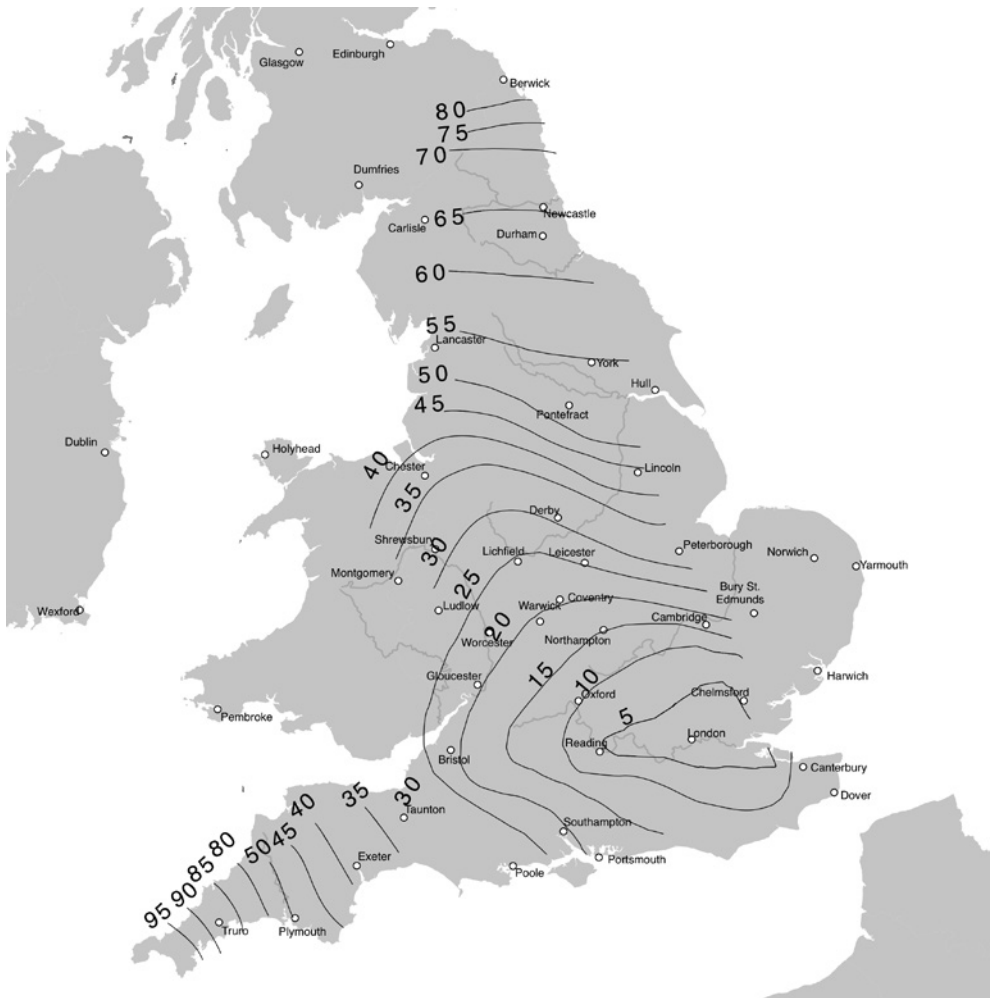 Glasgow
Edinburgh
Berwick
80
75
70
Dumfries
Newcastle
65
Carlisle
Durham
60
55
Lancaster
York
50
Hull
45
Pontefract
Dublin
Holyhead
40
Chester
Lincoln
35
Derby
Shrewsbury
30
Lichfield
Leicester
Peterborough
Norwich
Yarmouth
Montgomery
25
Bury St.
Edmunds
Wexford
Ludlow
Warwick
Coventry
20
Cambridge
Worcester
Northampton
Gloucester
15
10
Harwich
Oxford
Chelmsford
Pembroke
5
Reading
London
Bristol
Canterbury
Dover
30
35
40
Taunton
45
50
80
85
90
95
Southampton
Exeter
Portsmouth
Poole
Truro
Plymouth